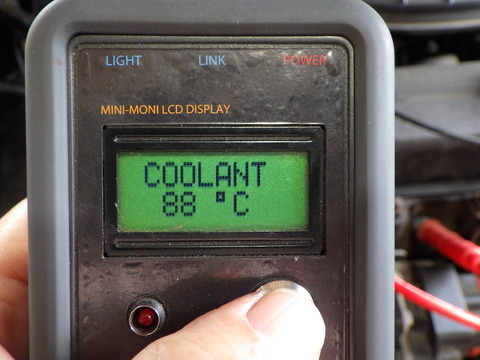 LIGHT LINK POWER
MINI-MONI LCD DISPLAY
COOLANT
88 °C